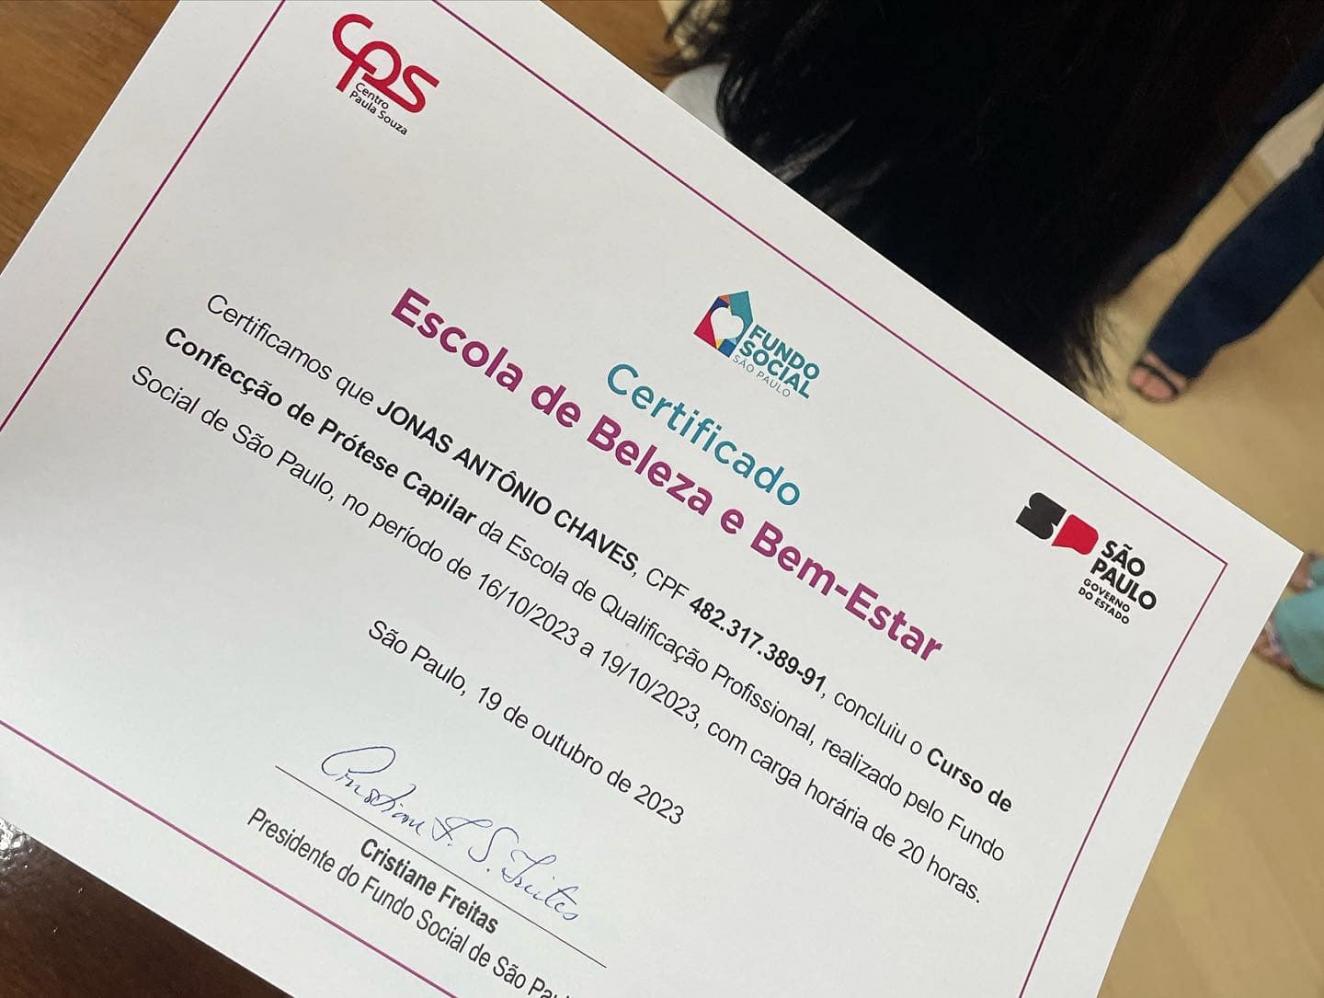 cps
Centro
Paula Souza
FUNDO
SOCIAL
SÃO PAULO
SP
SÃO
PAULO
GOVERNO
DO ESTADO
Certificado
Escola de Beleza e Bem-Estar
Certificamos que JONAS ANTÔNIO CHAVES, CPF 482.317.389-91, concluiu o Curso de
Confecção de Prótese Capilar da Escola de Qualificação Profissional, realizado pelo Fundo
Social de São Paulo, no período de 16/10/2023 a 19/10/2023, com carga horária de 20 horas.
São Paulo, 19 de outubro de 2023
Cristiane F. S. Freitas
Cristiane Freitas
Presidente do Fundo Social de São Pau